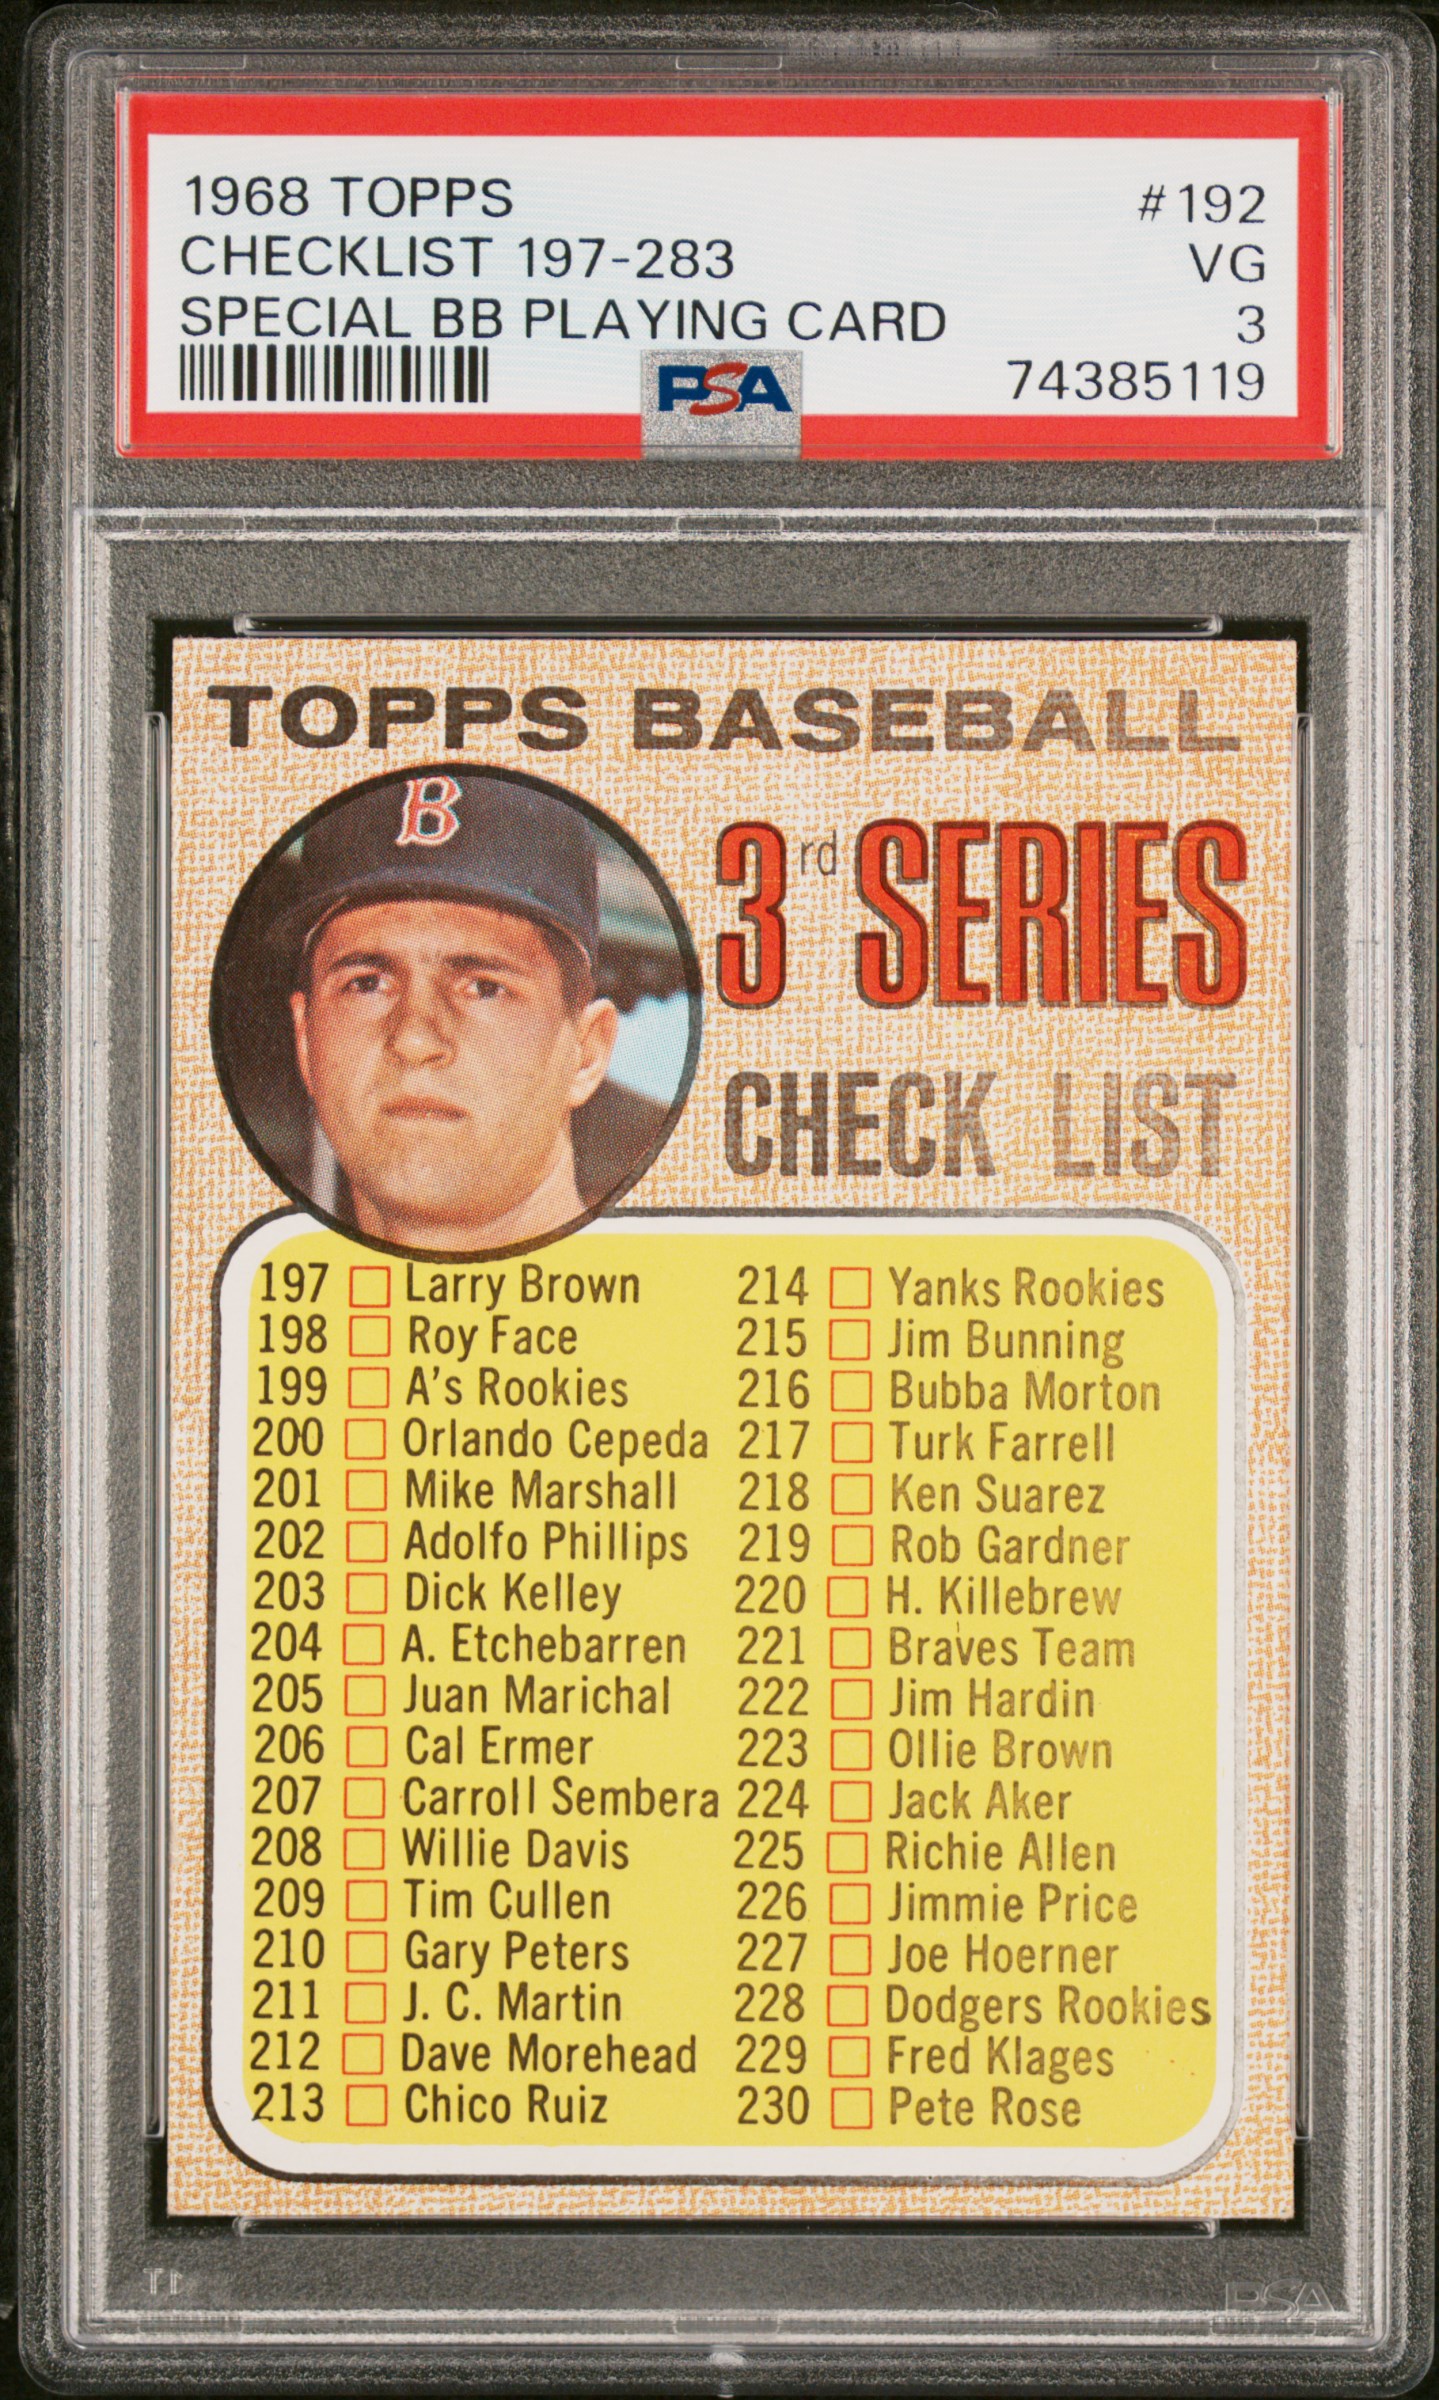 1968 TOPPS #192
CHECKLIST 197-283 VG
SPECIAL BB PLAYING CARD 3
PSA 74385119
TOPPS BASEBALL
B
3rd SERIES
CHECK LIST
197 Larry Brown
198 Roy Face
199 A's Rookies
200 Orlando Cepeda
201 Mike Marshall
202 Adolfo Phillips
203 Dick Kelley
204 A. Etchebarren
205 Juan Marichal
206 Cal Ermer
207 Carroll Sembera
208 Willie Davis
209 Tim Cullen
210 Gary Peters
211 J. C. Martin
212 Dave Morehead
213 Chico Ruiz
214 Yanks Rookies
215 Jim Bunning
216 Bubba Morton
217 Turk Farrell
218 Ken Suarez
219 Rob Gardner
220 H. Killebrew
221 Braves Team
222 Jim Hardin
223 Ollie Brown
224 Jack Aker
225 Richie Allen
226 Jimmie Price
227 Joe Hoerner
228 Dodgers Rookies
229 Fred Klages
230 Pete Rose
PSA